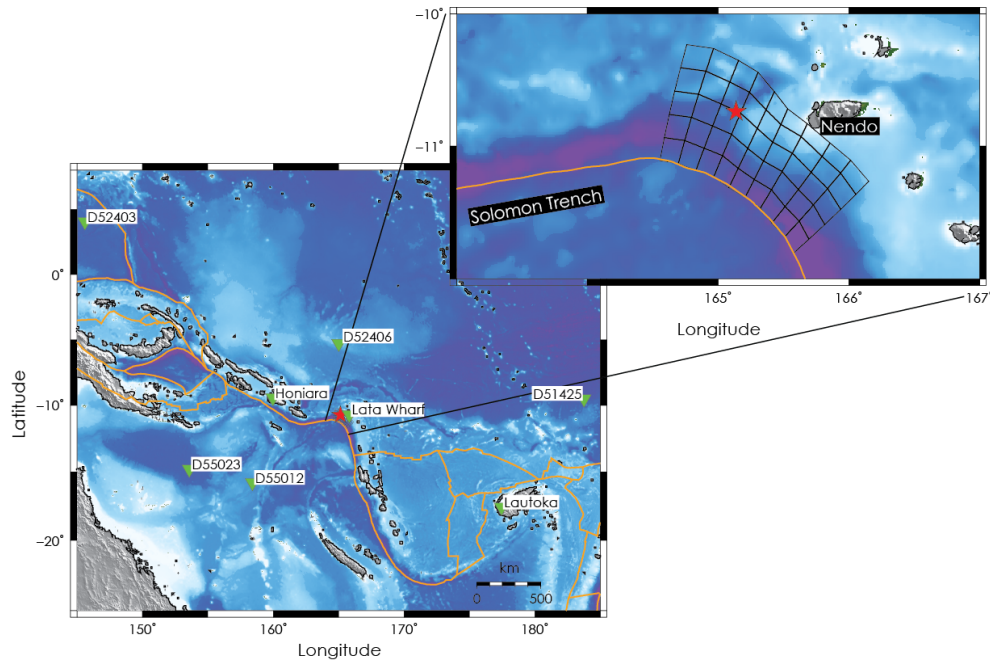 −10°
−11°
Nendo
Solomon Trench
165°
166°
167°
Longitude
D52403
0°
D52406
Honiara
−10°
Lata Wharf
D51425
D55023
D55012
Lautoka
−20°
km
0
500
150°
160°
170°
180°
Latitude
Longitude